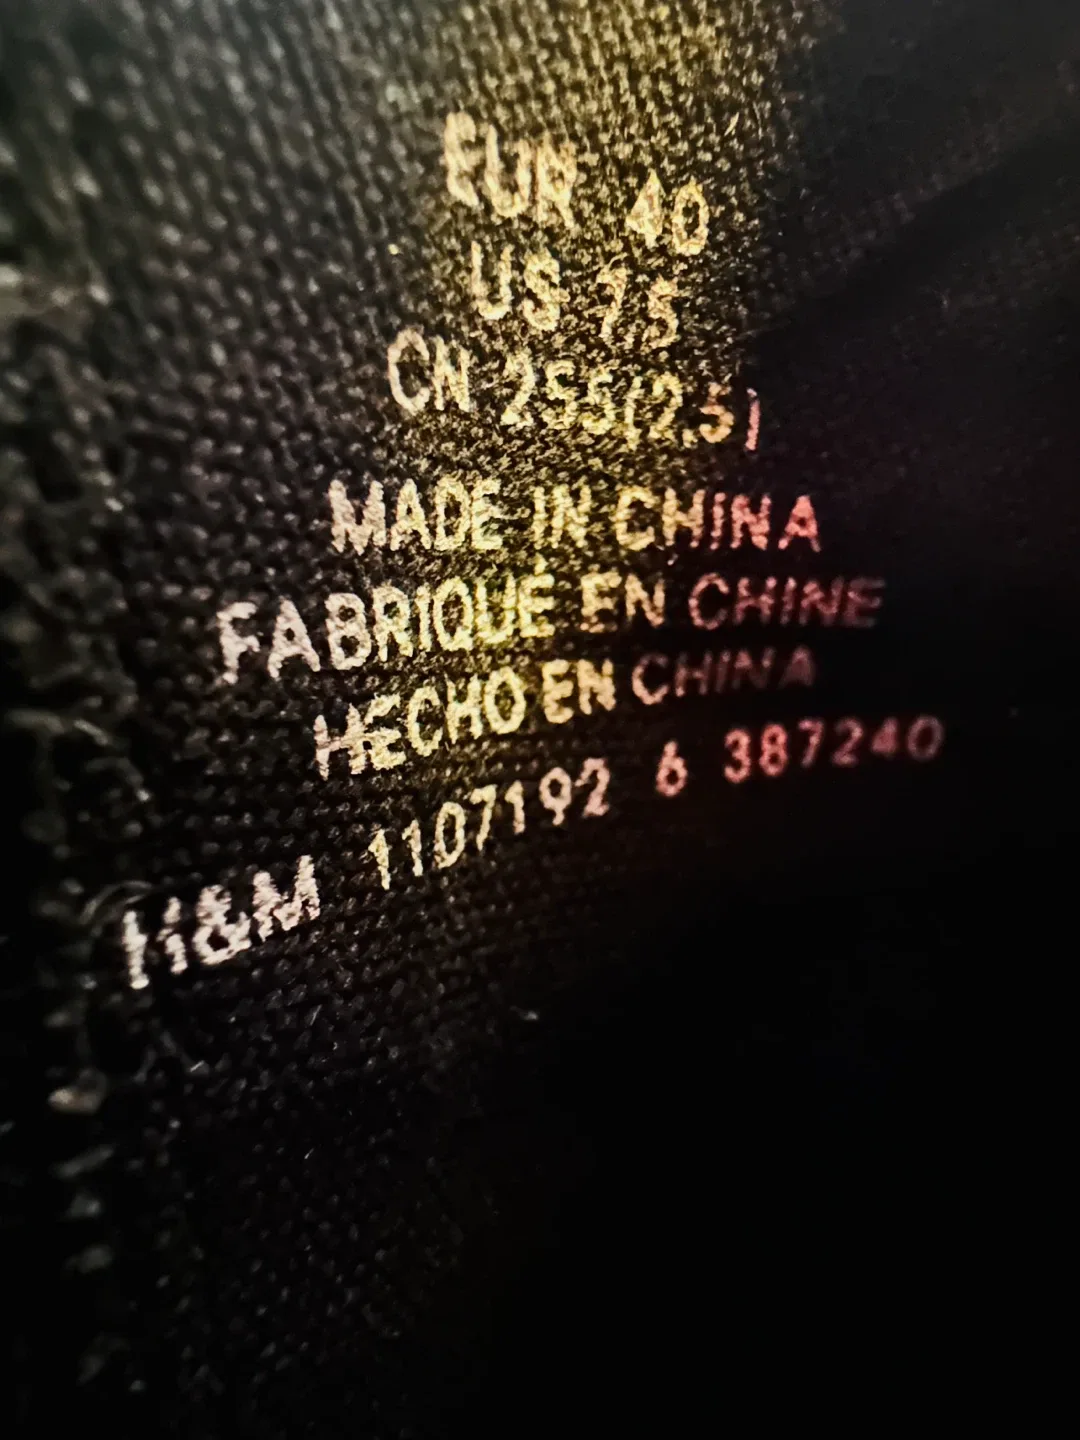 EUR 40
US 7.5
CN 255(2.5)
MADE IN CHINA
FABRIQUÉ EN CHINE
HECHO EN CHINA
H&M 1107192 6 387240